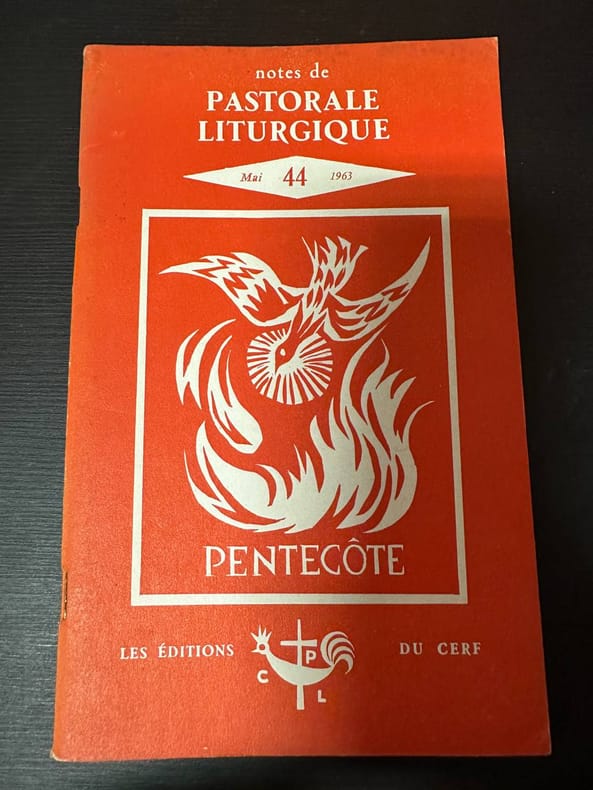 notes de
PASTORALE
LITURGIQUE
Mai 44 1963
PENTECÔTE
LES ÉDITIONS DU CERF
C P L